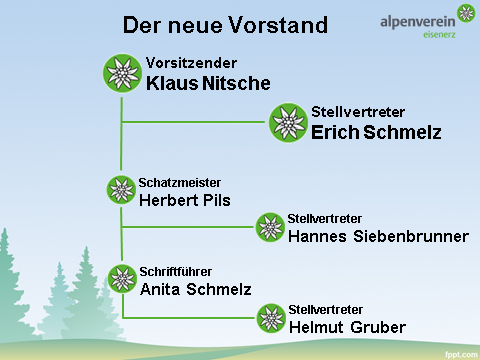 Der neue Vorstand
alpenverein
eisenerz
Vorsitzender
Klaus Nitsche
Stellvertreter
Erich Schmelz
Schatzmeister
Herbert Pils
Stellvertreter
Hannes Siebenbrunner
Schriftführer
Anita Schmelz
Stellvertreter
Helmut Gruber
fppt.com